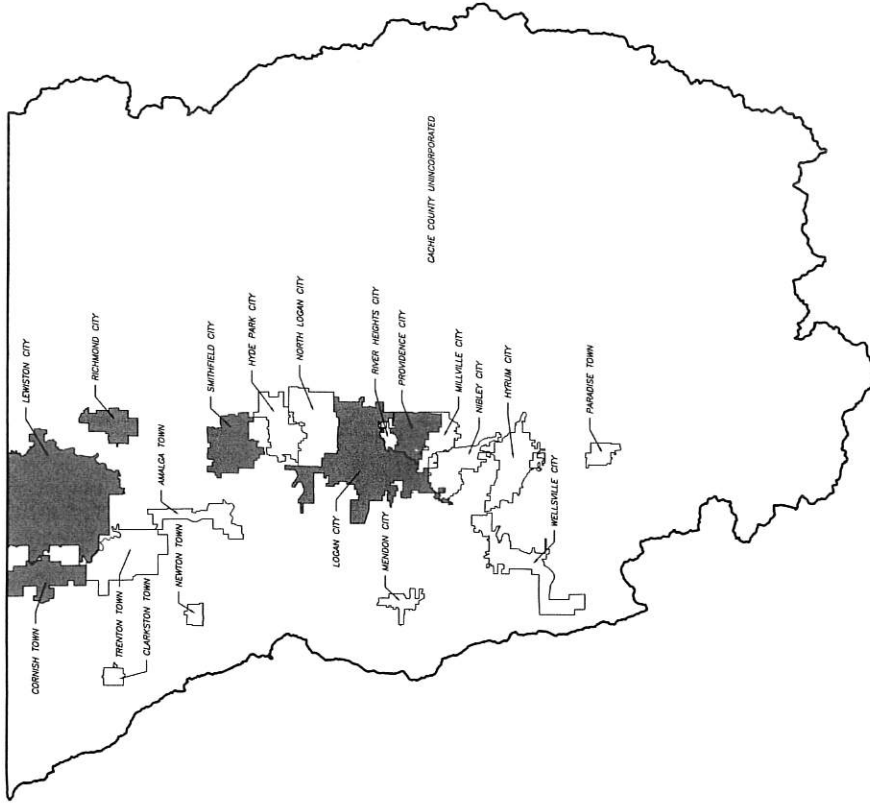 LEWISTON CITY
RICHMOND CITY
SMITHFIELD CITY
HYDE PARK CITY
NORTH LOGAN CITY
RIVER HEIGHTS CITY
PROVIDENCE CITY
MILLVILLE CITY
NIBLEY CITY
HYRUM CITY
PARADISE TOWN
CACHE COUNTY UNINCORPORATED
CORNISH TOWN
TRENTON TOWN
CLARKSTON TOWN
AMALGA TOWN
NEWTON TOWN
LOGAN CITY
MENDON CITY
WELLSVILLE CITY